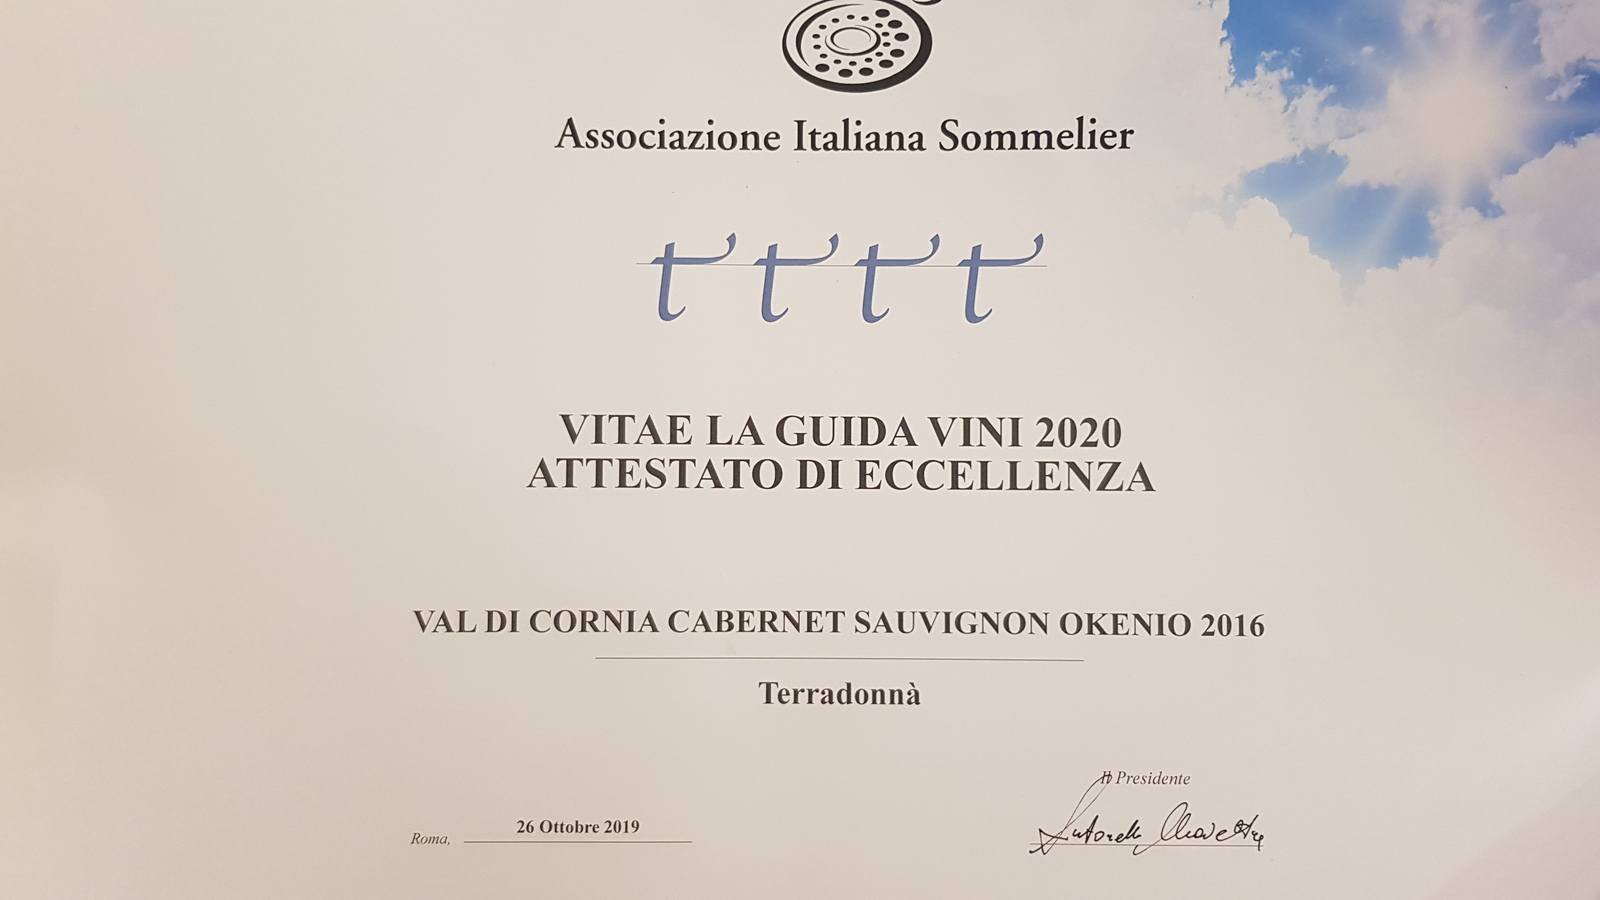 Associazione Italiana Sommelier
t t t t
VITAE LA GUIDA VINI 2020
ATTESTATO DI ECCELLENZA
VAL DI CORNIA CABERNET SAUVIGNON OKENIO 2016
Terradonnà
Il Presidente
Roma, 26 Ottobre 2019